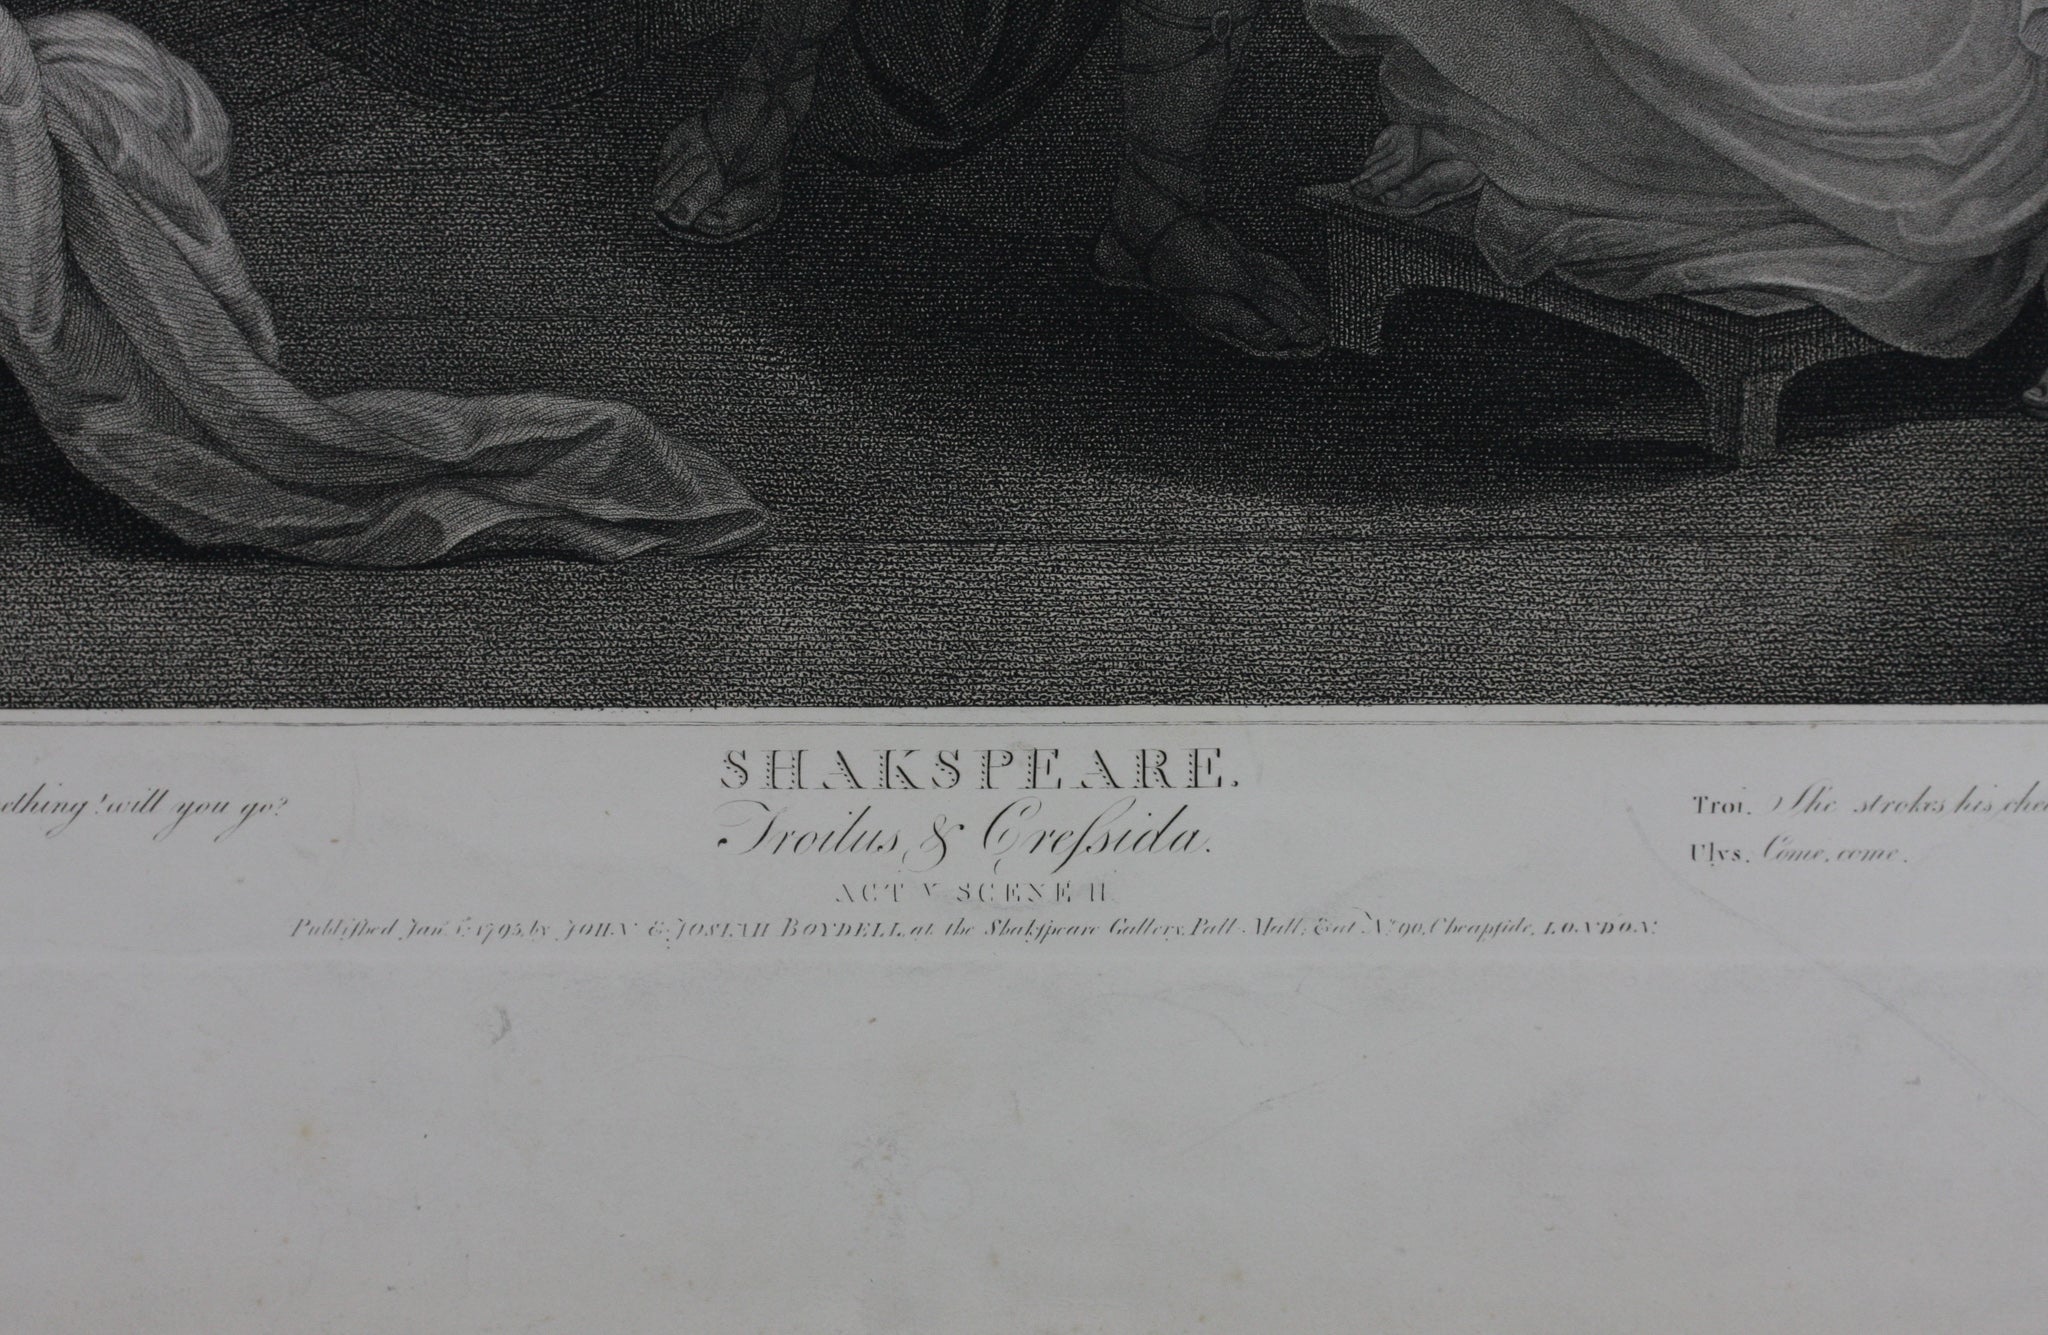 SHAKSPEARE.
will you go?
Troilus & Creſsida.
Troi. She strokes his
Ulys. Come, come.
ACT V SCENE II
Publiſhed Jan. 1, 1795, by JOHN & JOSIAH BOYDELL, at the Shakſpeare Gallery, Pall-Mall; & at No. 90, Cheapſide, LONDON.